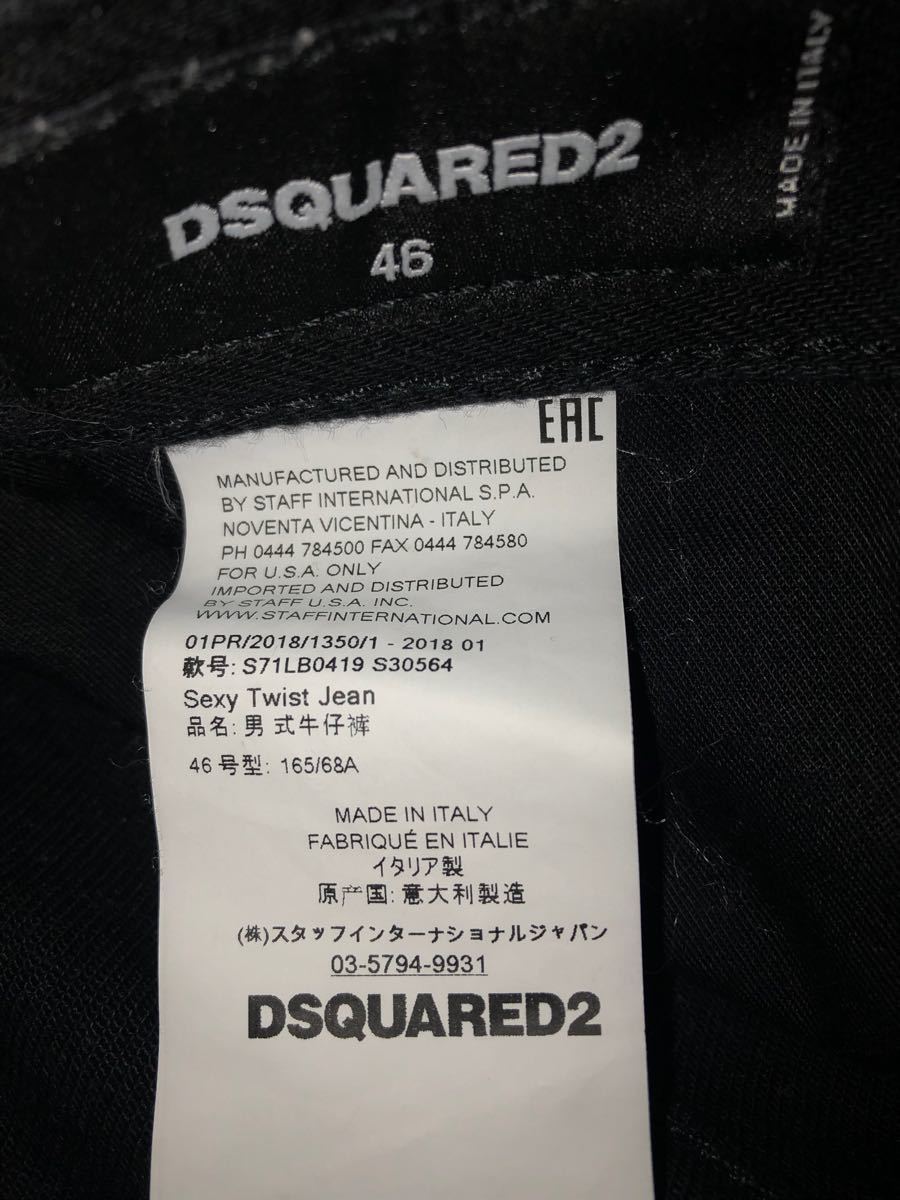 DSQUARED2
46
MADE IN ITALY
EAC
MANUFACTURED AND DISTRIBUTED
BY STAFF INTERNATIONAL S.P.A.
NOVENTA VICENTINA - ITALY
PH 0444 784500 FAX 0444 784580
FOR U.S.A. ONLY
IMPORTED AND DISTRIBUTED
BY STAFF U.S.A. INC.
WWW.STAFFINTERNATIONAL.COM
01PR/2018/1350/1 - 2018 01
款号: S71LB0419 S30564
Sexy Twist Jean
品名: 男式牛仔裤
46 号型: 165/68A
MADE IN ITALY
FABRIQUÉ EN ITALIE
イタリア製
原产国: 意大利製造
(株)スタッフインターナショナルジャパン
03-5794-9931
DSQUARED2